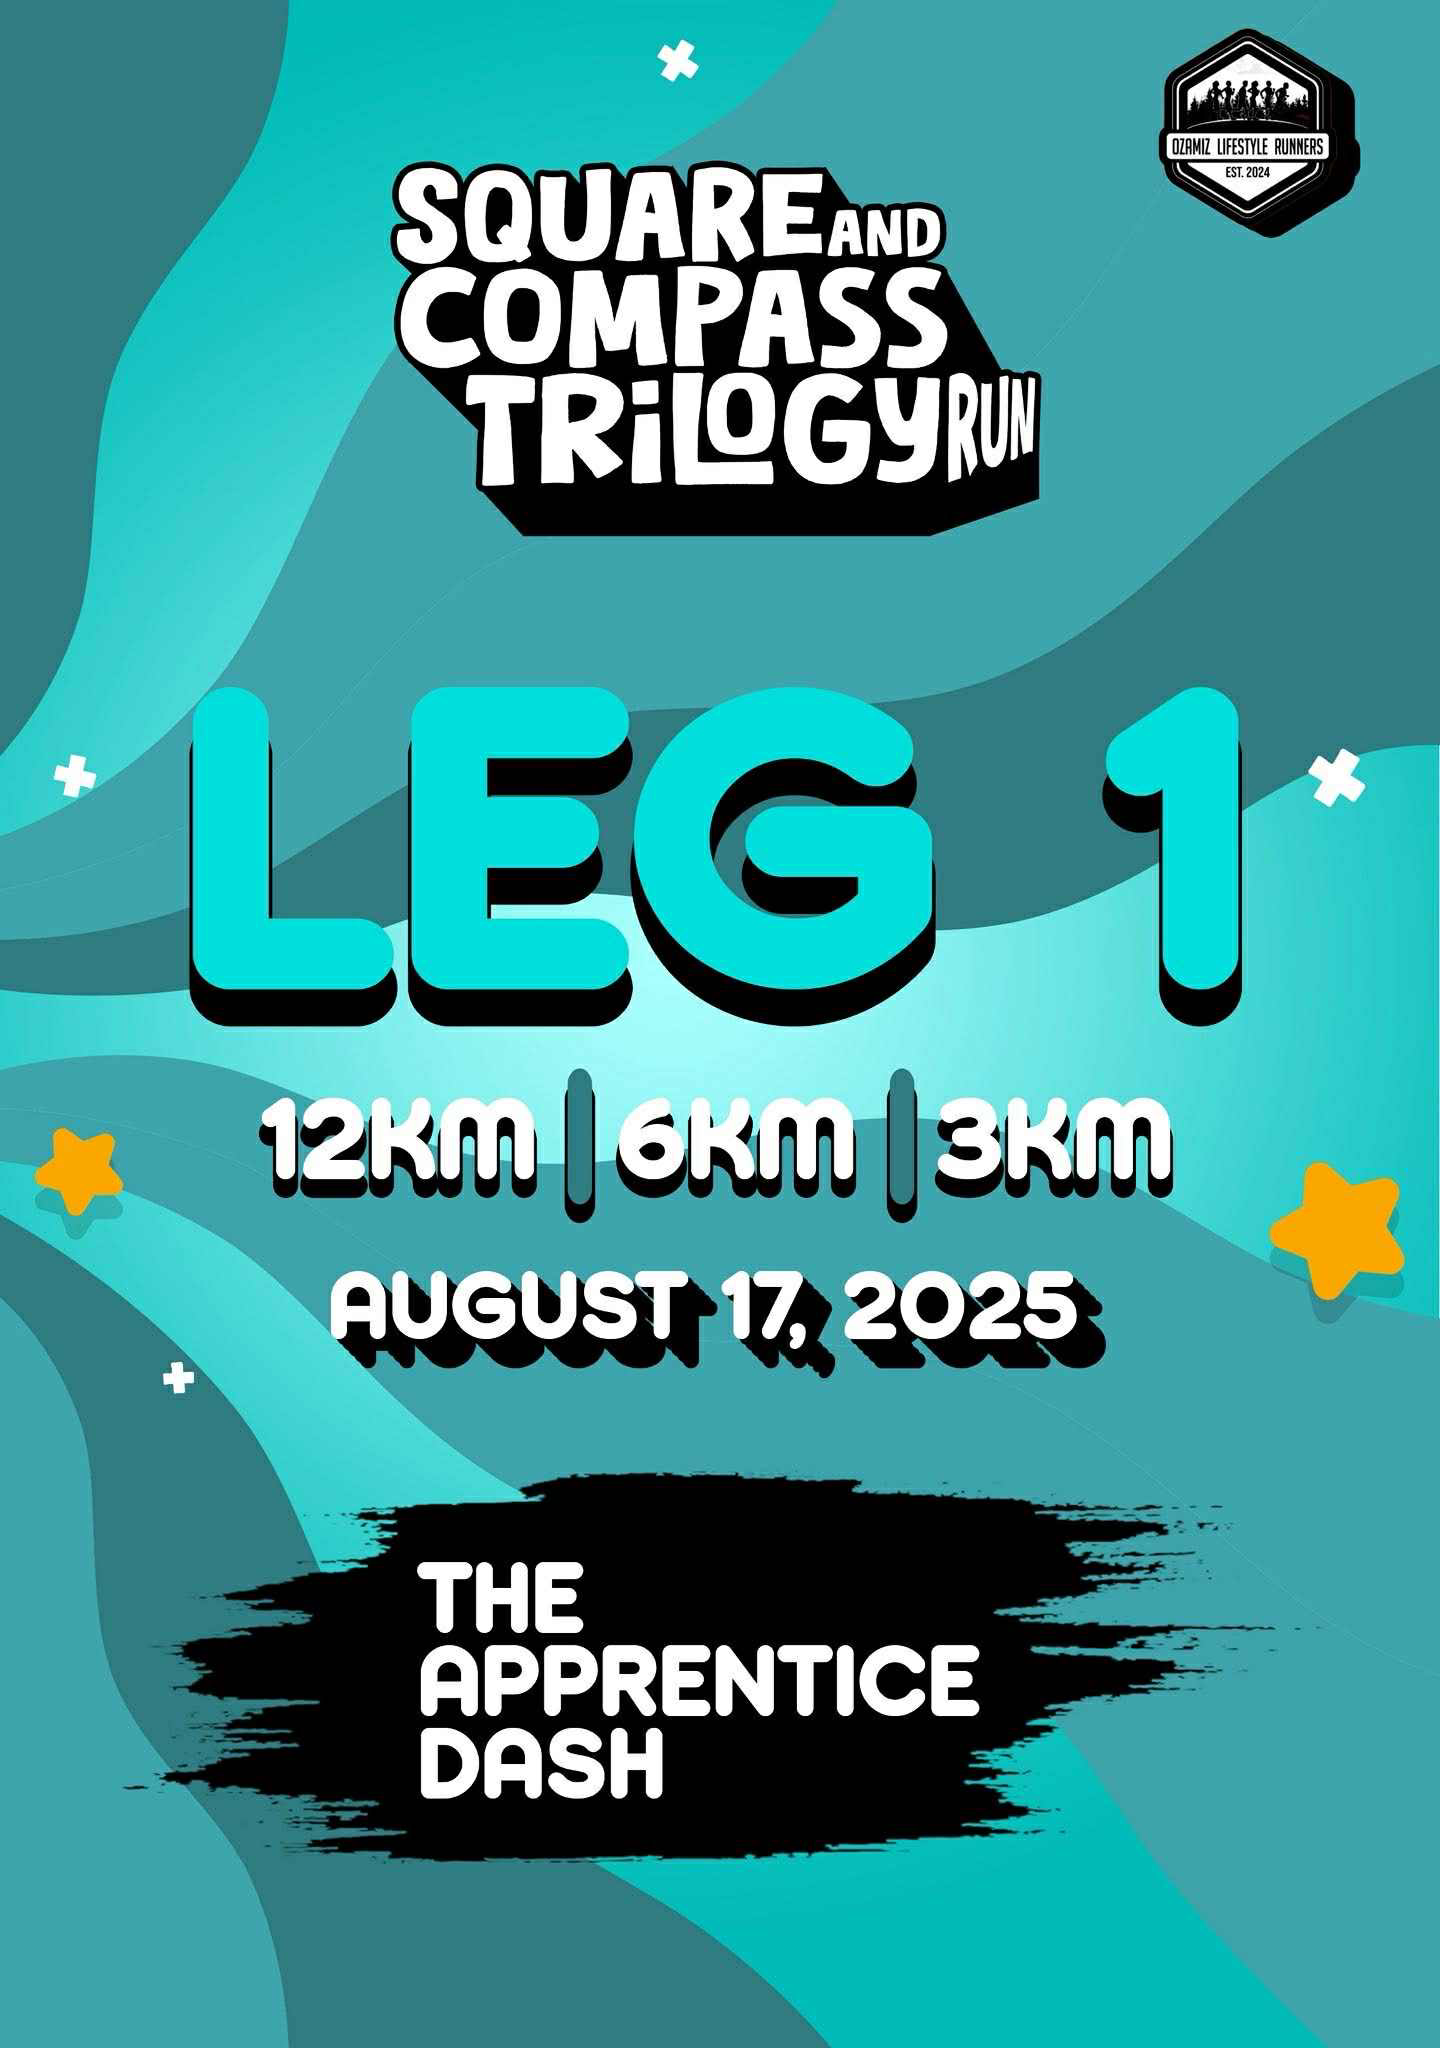 OZAMIZ LIFESTYLE RUNNERS
EST. 2024
SQUARE AND
COMPASS
TRiLOGY RUN
LEG 1
12KM | 6KM | 3KM
AUGUST 17, 2025
THE
APPRENTICE
DASH